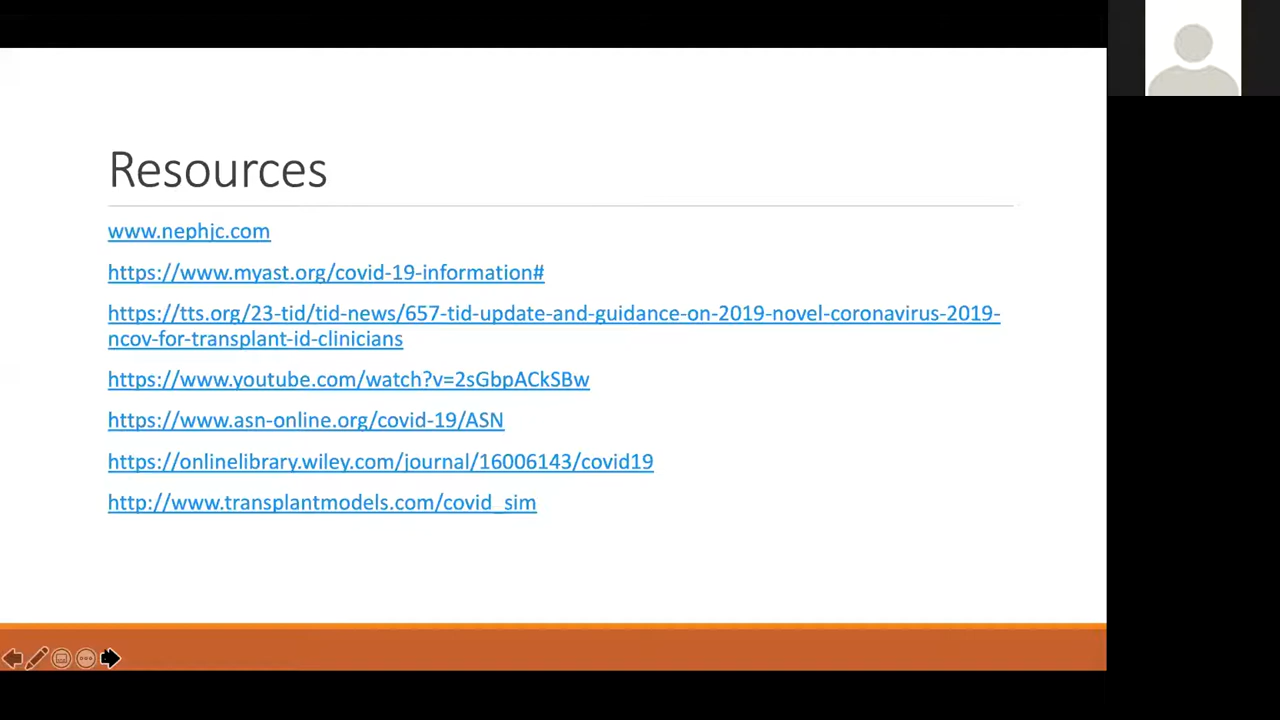 Resources
www.nephjc.com
https://www.myast.org/covid-19-information#
https://tts.org/23-tid/tid-news/657-tid-update-and-guidance-on-2019-novel-coronavirus-2019-
ncov-for-transplant-id-clinicians
https://www.youtube.com/watch?v=2sGbpACkSBw
https://www.asn-online.org/covid-19/ASN
https://onlinelibrary.wiley.com/journal/16006143/covid19
http://www.transplantmodels.com/covid_sim